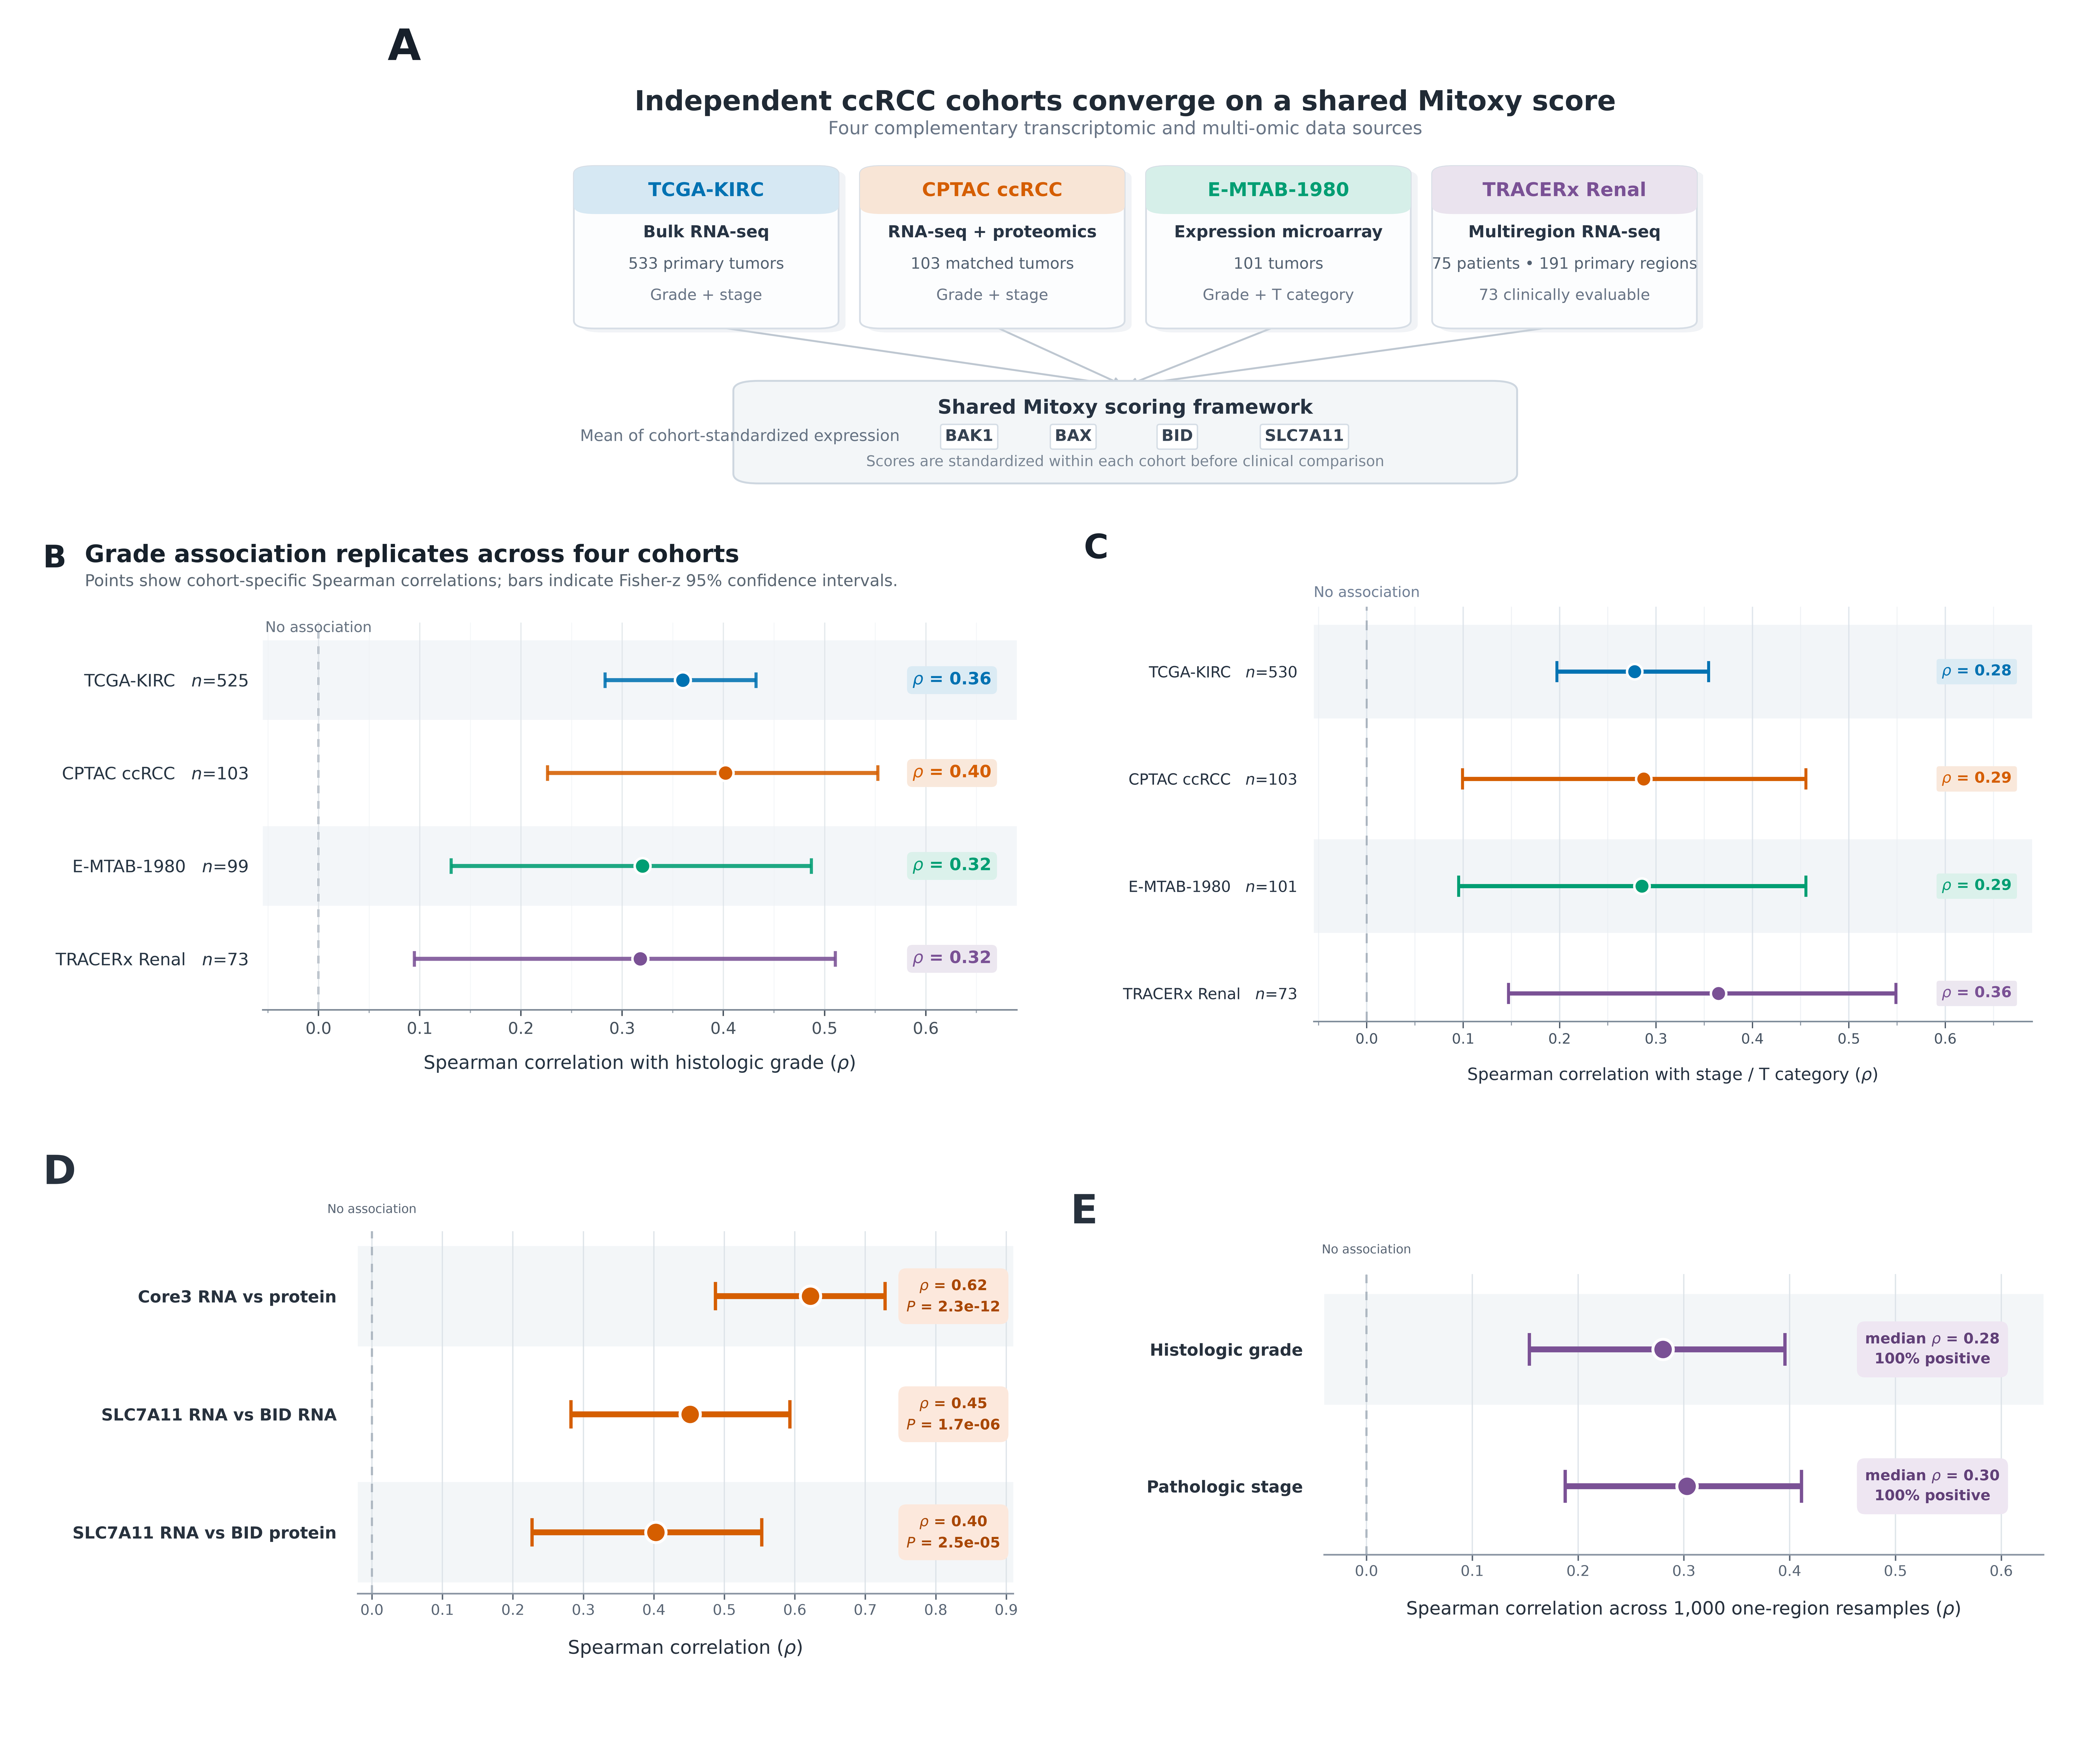 A
Independent ccRCC cohorts converge on a shared Mitoxy score
Four complementary transcriptomic and multi-omic data sources
TCGA-KIRC
Bulk RNA-seq
533 primary tumors
Grade + stage
CPTAC ccRCC
RNA-seq + proteomics
103 matched tumors
Grade + stage
E-MTAB-1980
Expression microarray
101 tumors
Grade + T category
TRACERx Renal
Multiregion RNA-seq
75 patients • 191 primary regions
73 clinically evaluable
Shared Mitoxy scoring framework
Mean of cohort-standardized expression BAK1 BAX BID SLC7A11
Scores are standardized within each cohort before clinical comparison
B Grade association replicates across four cohorts
Points show cohort-specific Spearman correlations; bars indicate Fisher-z 95% confidence intervals.
No association
TCGA-KIRC n=525 ρ = 0.36
CPTAC ccRCC n=103 ρ = 0.40
E-MTAB-1980 n=99 ρ = 0.32
TRACERx Renal n=73 ρ = 0.32
0.0 0.1 0.2 0.3 0.4 0.5 0.6
Spearman correlation with histologic grade (ρ)
C
No association
TCGA-KIRC n=530 ρ = 0.28
CPTAC ccRCC n=103 ρ = 0.29
E-MTAB-1980 n=101 ρ = 0.29
TRACERx Renal n=73 ρ = 0.36
0.0 0.1 0.2 0.3 0.4 0.5 0.6
Spearman correlation with stage / T category (ρ)
D
No association
Core3 RNA vs protein
ρ = 0.62
P = 2.3e-12
SLC7A11 RNA vs BID RNA
ρ = 0.45
P = 1.7e-06
SLC7A11 RNA vs BID protein
ρ = 0.40
P = 2.5e-05
0.0 0.1 0.2 0.3 0.4 0.5 0.6 0.7 0.8 0.9
Spearman correlation (ρ)
E
No association
Histologic grade
median ρ = 0.28
100% positive
Pathologic stage
median ρ = 0.30
100% positive
0.0 0.1 0.2 0.3 0.4 0.5 0.6
Spearman correlation across 1,000 one-region resamples (ρ)